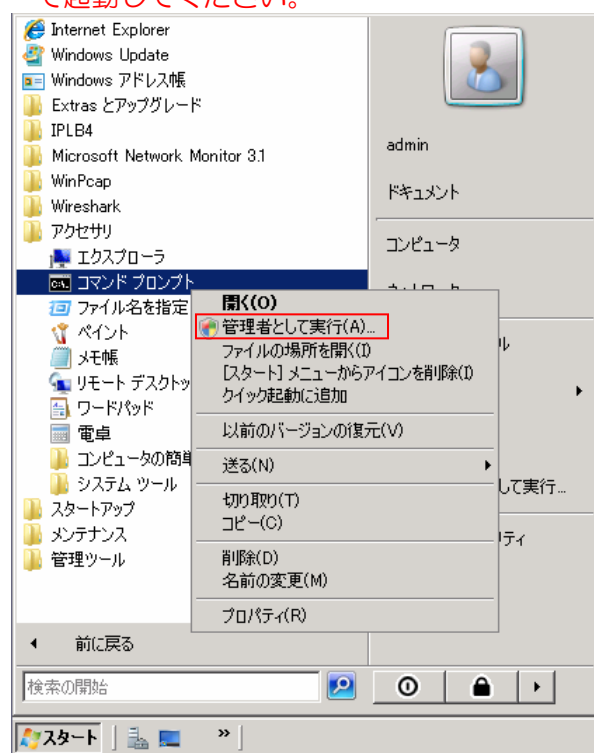 で起動してください。
Internet Explorer
Windows Update
Windows アドレス帳
Extras とアップグレード
IPLB4
Microsoft Network Monitor 3.1
WinPcap
Wireshark
アクセサリ
エクスプローラ
コマンド プロンプト
ファイル名を指定
ペイント
メモ帳
リモート デスクトッ
ワードパッド
電卓
コンピュータの簡単
システム ツール
スタートアップ
メンテナンス
管理ツール
前に戻る
検索の開始
スタート
»
admin
ドキュメント
コンピュータ
ル
して実行...
リティ
開く(O)
管理者として実行(A)...
ファイルの場所を開く(I)
[スタート] メニューからアイコンを削除(I)
クイック起動に追加
以前のバージョンの復元(V)
送る(N)
切り取り(T)
コピー(C)
削除(D)
名前の変更(M)
プロパティ(R)